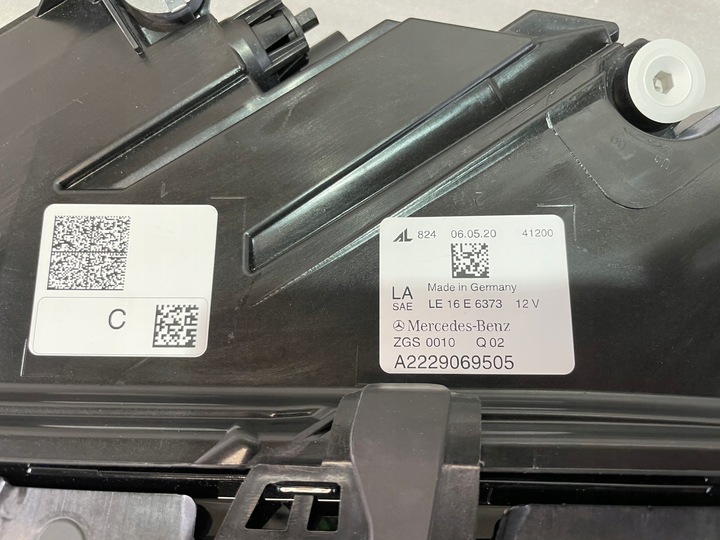 C
AL 824 06.05.20 41200
Made in Germany
LA
SAE
LE 16 E 6373 12 V
Mercedes-Benz
ZGS 0010 Q 02
A2229069505